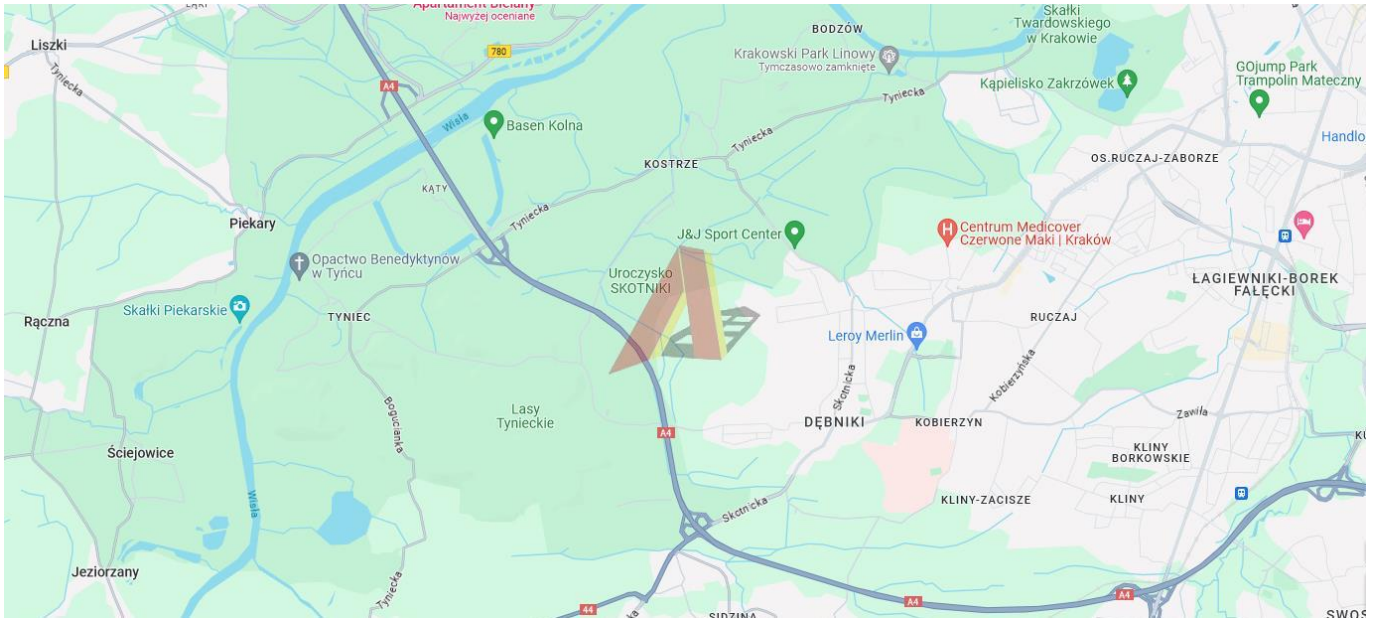 ŁĄKI
Apartament Bielany
Najwyżej oceniane
Liszki
Tyniecka
780
A4
Wisła
Basen Kolna
BODZÓW
Krakowski Park Linowy
Tymczasowo zamknięte
Skałki
Twardowskiego
w Krakowie
Kąpielisko Zakrzówek
GOjump Park
Trampolin Mateczny
Handlo
Tyniecka
Tyniecka
KOSTRZE
OS.RUCZAJ-ZABORZE
KĄTY
Piekary
Tyniecka
J&J Sport Center
Centrum Medicover
Czerwone Maki | Kraków
Opactwo Benedyktynów
w Tyńcu
Uroczysko
SKOTNIKI
ŁAGIEWNIKI-BOREK
FAŁĘCKI
Skałki Piekarskie
Rączna
TYNIEC
RUCZAJ
Leroy Merlin
Kobierzyńska
Skotnicka
Bogucianka
Lasy
Tynieckie
DĘBNIKI
KOBIERZYN
Zawiła
A4
KLINY
BORKOWSKIE
Ściejowice
Wisła
Skotnicka
KLINY-ZACISZE
KLINY
Jeziorzany
Tyniecka
44
A4
A4
SIDZINA
SWOS